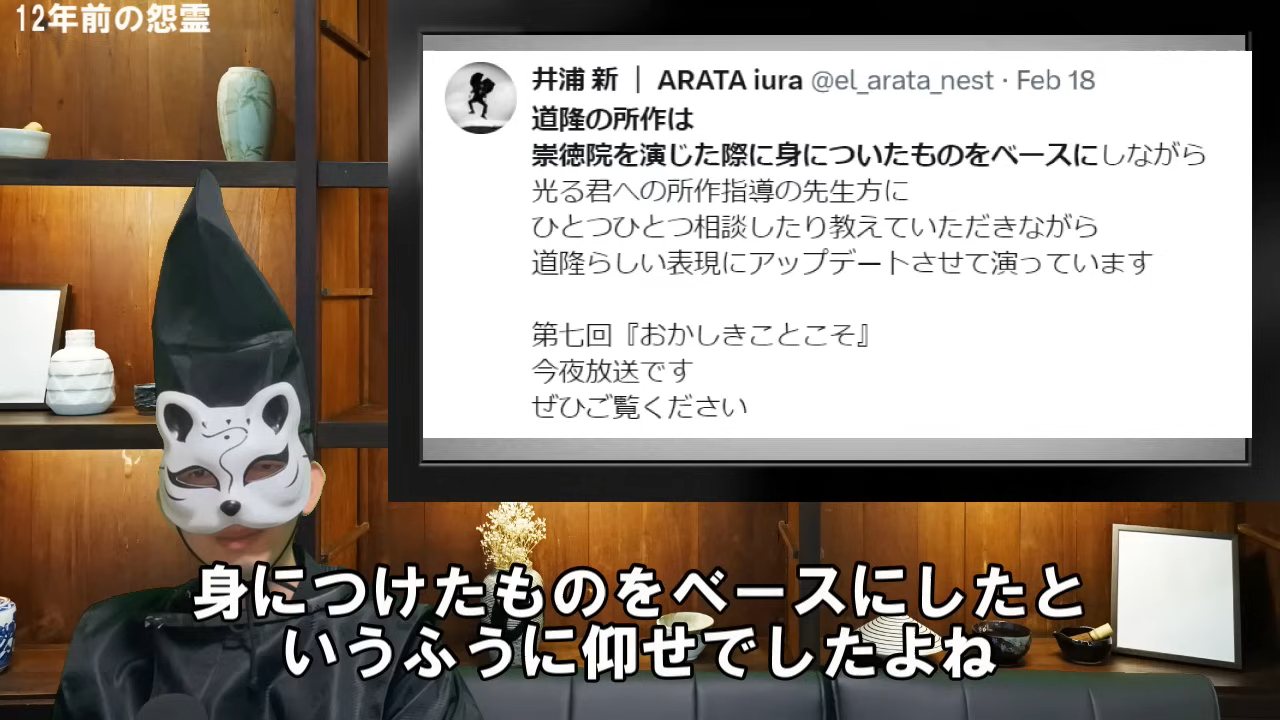 12年前の怨霊
井浦 新 ｜ ARATA iura @el_arata_nest · Feb 18
道隆の所作は
崇徳院を演じた際に身についたものをベースにしながら
光る君への所作指導の先生方に
ひとつひとつ相談したり教えていただきながら
道隆らしい表現にアップデートさせて演っています
第七回『おかしきことこそ』
今夜放送です
ぜひご覧ください
身につけたものをベースにしたと
いうふうに仰せでしたよね